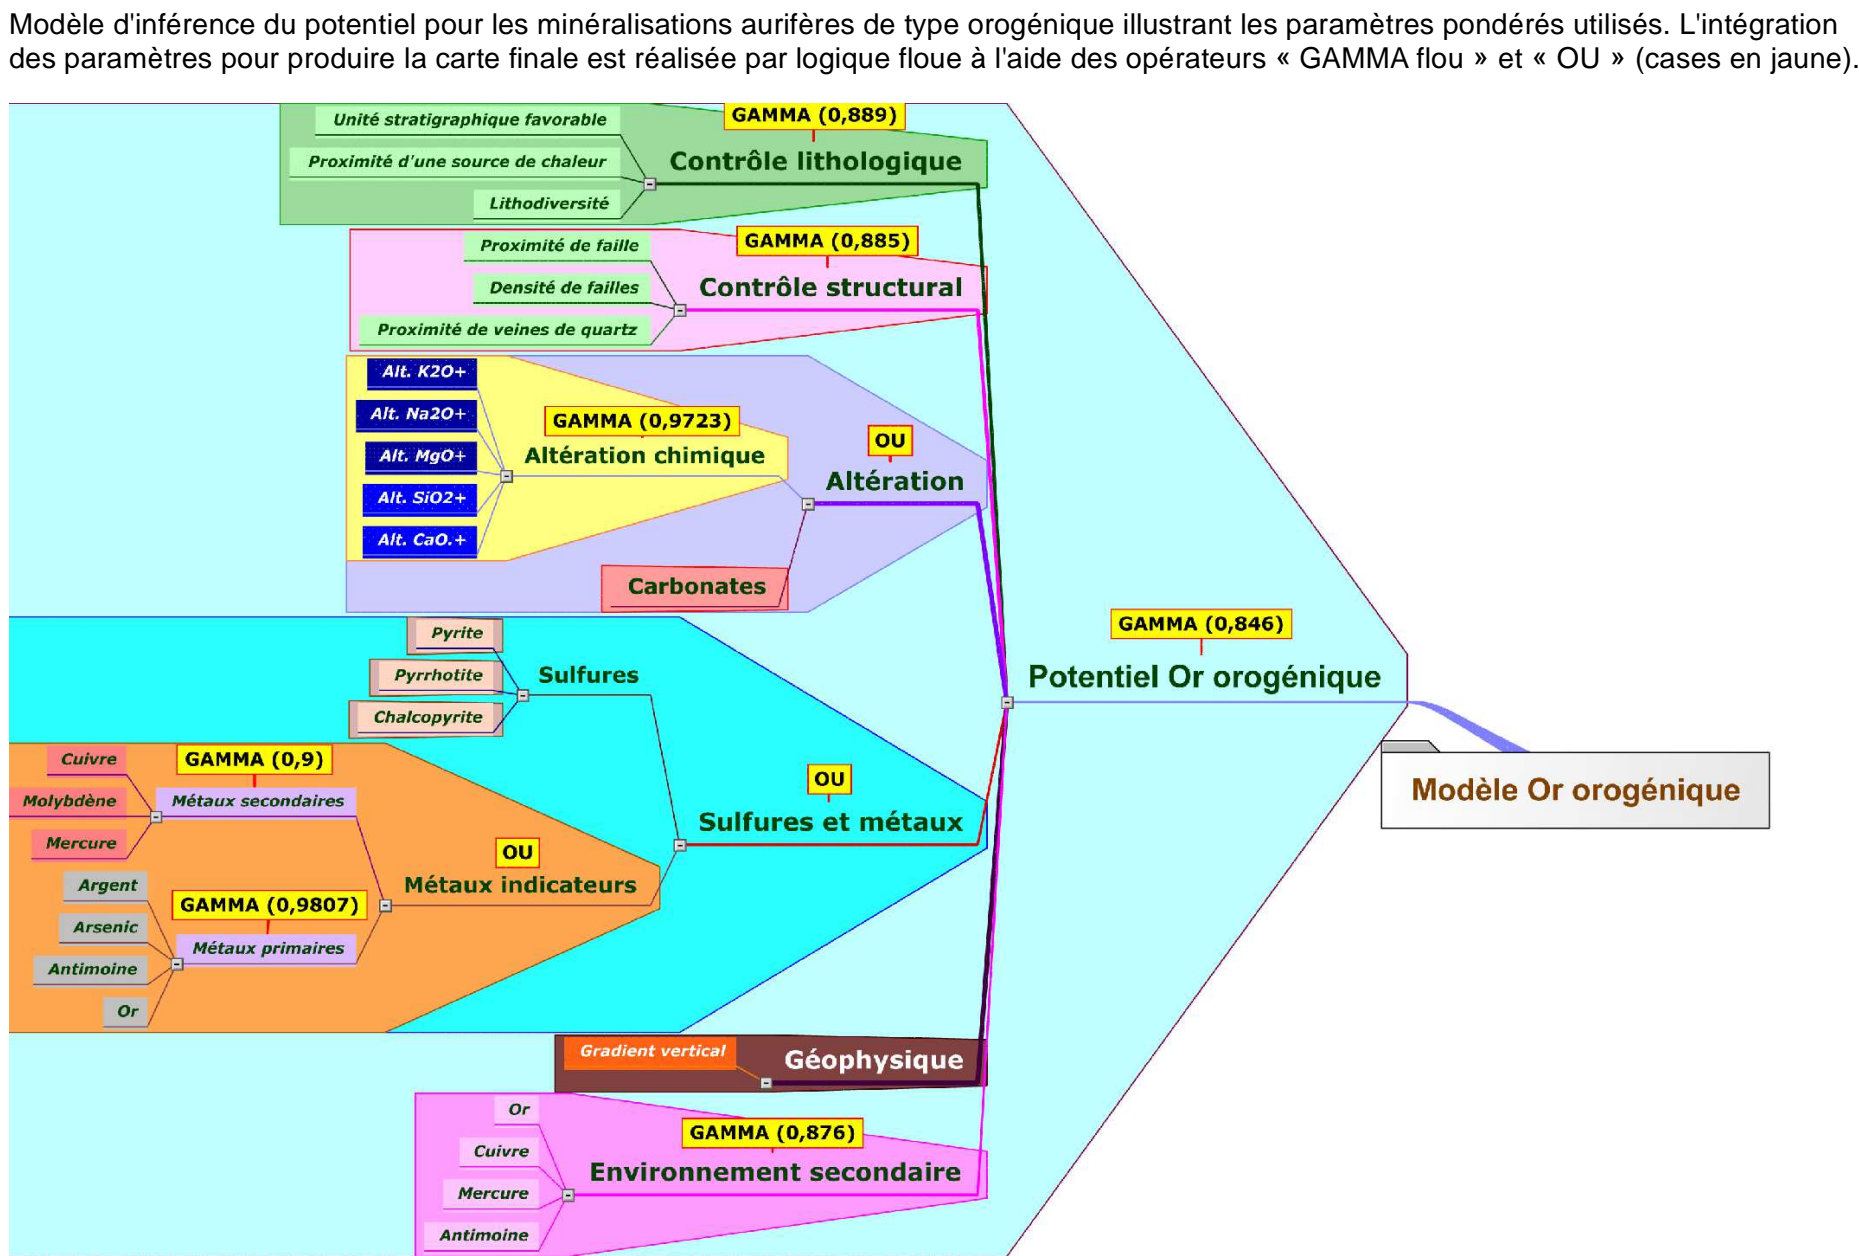 Modèle d'inférence du potentiel pour les minéralisations aurifères de type orogénique illustrant les paramètres pondérés utilisés. L'intégration
des paramètres pour produire la carte finale est réalisée par logique floue à l'aide des opérateurs « GAMMA flou » et « OU » (cases en jaune).
GAMMA (0,889)
Unité stratigraphique favorable
Proximité d'une source de chaleur
Contrôle lithologique
Lithodiversité
GAMMA (0,885)
Proximité de faille
Densité de failles
Contrôle structural
Proximité de veines de quartz
Alt. K2O+
Alt. Na2O+
GAMMA (0,9723)
OU
Alt. MgO+
Altération chimique
Altération
Alt. SiO2+
Alt. CaO.+
Carbonates
Pyrite
Pyrrhotite
Sulfures
Chalcopyrite
GAMMA (0,846)
Potentiel Or orogénique
Modèle Or orogénique
Cuivre
GAMMA (0,9)
Molybdène
Métaux secondaires
Mercure
OU
Sulfures et métaux
OU
Métaux indicateurs
Argent
GAMMA (0,9807)
Arsenic
Métaux primaires
Antimoine
Or
Gradient vertical
Géophysique
Or
GAMMA (0,876)
Cuivre
Environnement secondaire
Mercure
Antimoine